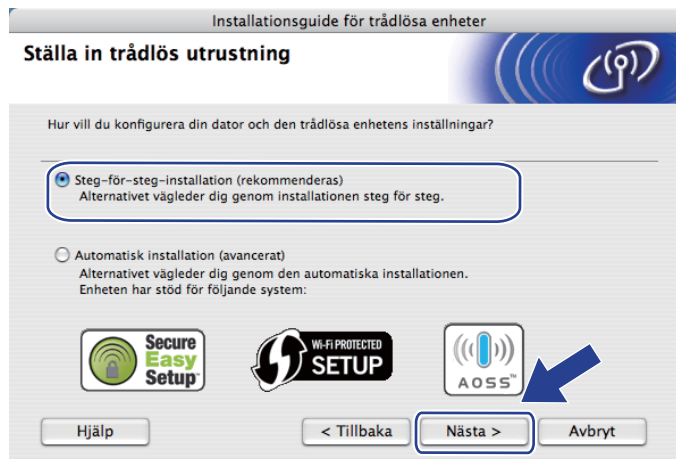 Installationsguide för trådlösa enheter
Ställa in trådlös utrustning
Hur vill du konfigurera din dator och den trådlösa enhetens inställningar?
Steg-för-steg-installation (rekommenderas)
Alternativet vägleder dig genom installationen steg för steg.
Automatisk installation (avancerat)
Alternativet vägleder dig genom den automatiska installationen.
Enheten har stöd för följande system:
Secure
Easy
Setup™
Wi-Fi PROTECTED
SETUP
AOSS™
Hjälp
< Tillbaka
Nästa >
Avbryt